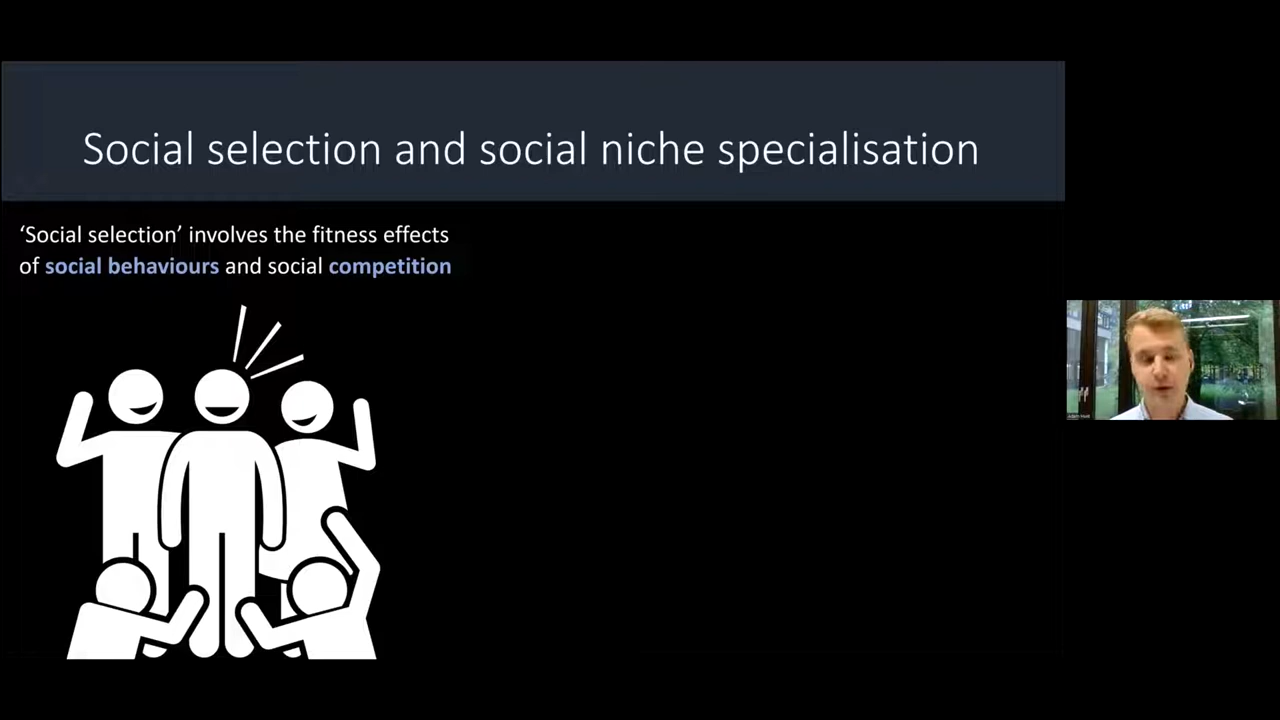 Social selection and social niche specialisation
‘Social selection’ involves the fitness effects
of social behaviours and social competition